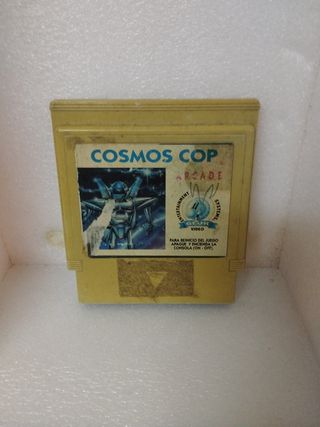 COSMOS COP
ARCADE
ENTERTAINMENT
SYSTEM
VIDEO
PARA REINICIO DEL JUEGO
APAGUE Y ENCIENDA LA
CONSOLA (ON - OFF)